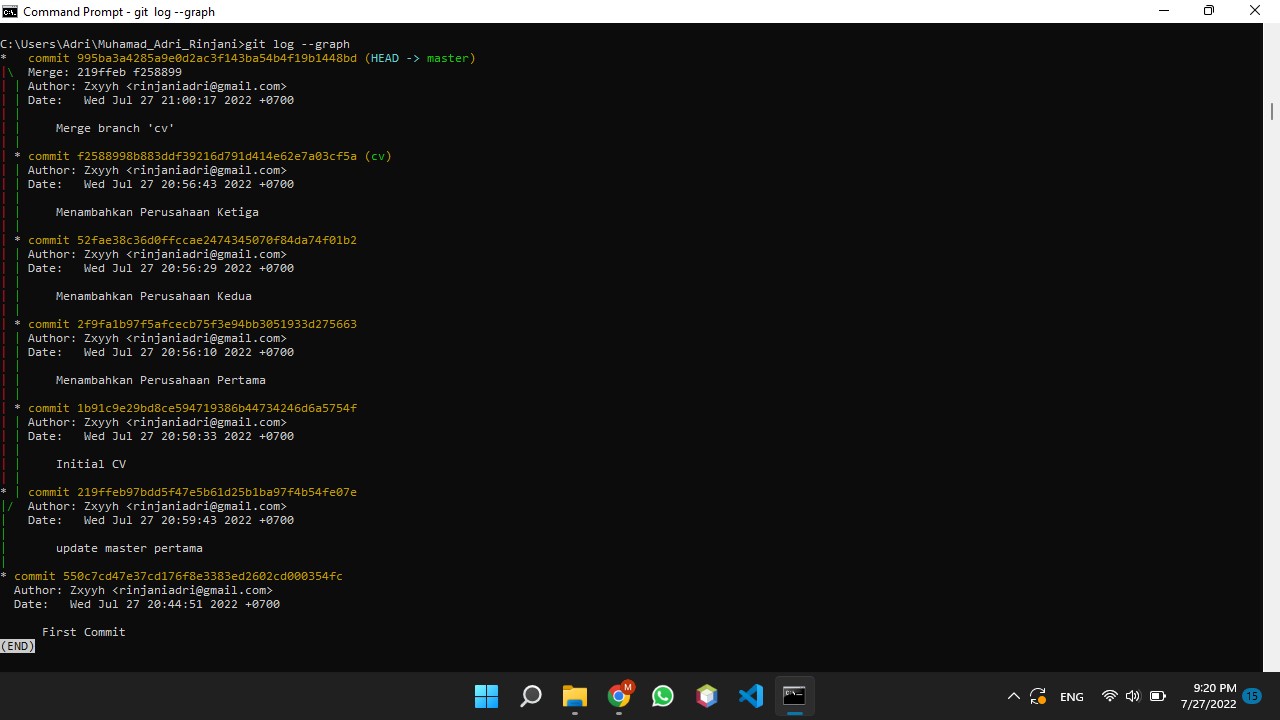 Command Prompt - git  log --graph
C:\Users\Adri\Muhamad_Adri_Rinjani>git log --graph
*   commit 995ba3a4285a9e0d2ac3f143ba54b4f19b1448bd (HEAD -> master)
|\  Merge: 219ffeb f258899
| | Author: Zxyyh <rinjaniadri@gmail.com>
| | Date:   Wed Jul 27 21:00:17 2022 +0700
| |
| |     Merge branch 'cv'
| |
| * commit f2588998b883ddf39216d791d414e62e7a03cf5a (cv)
| | Author: Zxyyh <rinjaniadri@gmail.com>
| | Date:   Wed Jul 27 20:56:43 2022 +0700
| |
| |     Menambahkan Perusahaan Ketiga
| |
| * commit 52fae38c36d0ffccae2474345070f84da74f01b2
| | Author: Zxyyh <rinjaniadri@gmail.com>
| | Date:   Wed Jul 27 20:56:29 2022 +0700
| |
| |     Menambahkan Perusahaan Kedua
| |
| * commit 2f9fa1b97f5afcecb75f3e94bb3051933d275663
| | Author: Zxyyh <rinjaniadri@gmail.com>
| | Date:   Wed Jul 27 20:56:10 2022 +0700
| |
| |     Menambahkan Perusahaan Pertama
| |
| * commit 1b91c9e29bd8ce594719386b44734246d6a5754f
| | Author: Zxyyh <rinjaniadri@gmail.com>
| | Date:   Wed Jul 27 20:50:33 2022 +0700
| |
| |     Initial CV
| |
* | commit 219ffeb97bdd5f47e5b61d25b1ba97f4b54fe07e
|/  Author: Zxyyh <rinjaniadri@gmail.com>
|   Date:   Wed Jul 27 20:59:43 2022 +0700
|
|       update master pertama
|
* commit 550c7cd47e37cd176f8e3383ed2602cd000354fc
  Author: Zxyyh <rinjaniadri@gmail.com>
  Date:   Wed Jul 27 20:44:51 2022 +0700

      First Commit
(END)
M
ENG
9:20 PM
7/27/2022
15